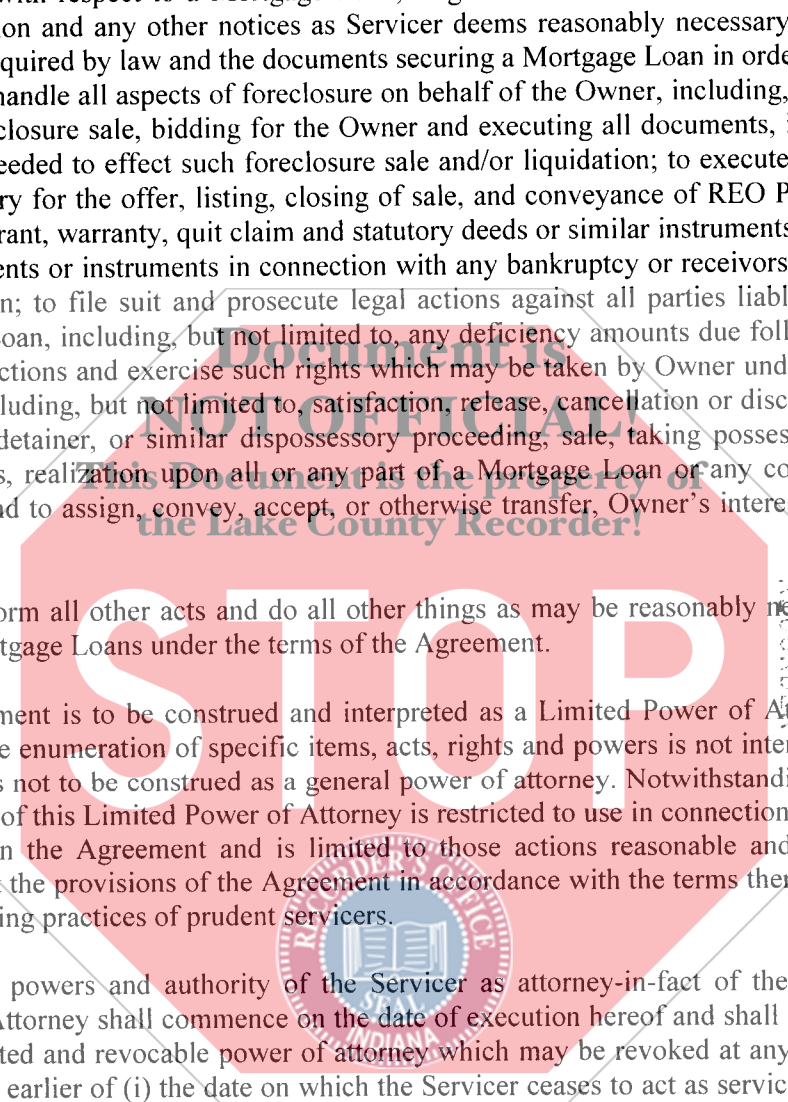 ion and any other notices as Servicer deems reasonably necessary
quired by law and the documents securing a Mortgage Loan in orde
handle all aspects of foreclosure on behalf of the Owner, including,
closure sale, bidding for the Owner and executing all documents,
eeded to effect such foreclosure sale and/or liquidation; to execute
ry for the offer, listing, closing of sale, and conveyance of REO P
rant, warranty, quit claim and statutory deeds or similar instruments
ents or instruments in connection with any bankruptcy or receivors
n; to file suit and prosecute legal actions against all parties liabl
oan, including, but not limited to, any deficiency amounts due foll
Document is
ctions and exercise such rights which may be taken by Owner und
luding, but not limited to, satisfaction, release, cancellation or disc
NOT OFFICIAL!
detainer, or similar dispossessory proceeding, sale, taking posses
s, realization upon all or any part of a Mortgage Loan or any co
This Document is the property of
nd to assign, convey, accept, or otherwise transfer, Owner's intere
the Lake County Recorder!
STOP
orm all other acts and do all other things as may be reasonably ne
tgage Loans under the terms of the Agreement.
ment is to be construed and interpreted as a Limited Power of At
e enumeration of specific items, acts, rights and powers is not inter
s not to be construed as a general power of attorney. Notwithstandi
of this Limited Power of Attorney is restricted to use in connection
n the Agreement and is limited to those actions reasonable and
t the provisions of the Agreement in accordance with the terms ther
ing practices of prudent servicers.
RECORDER'S OFFICE
SEAL
INDIANA
powers and authority of the Servicer as attorney-in-fact of the
Attorney shall commence on the date of execution hereof and shall
ted and revocable power of attorney which may be revoked at any
earlier of (i) the date on which the Servicer ceases to act as servic